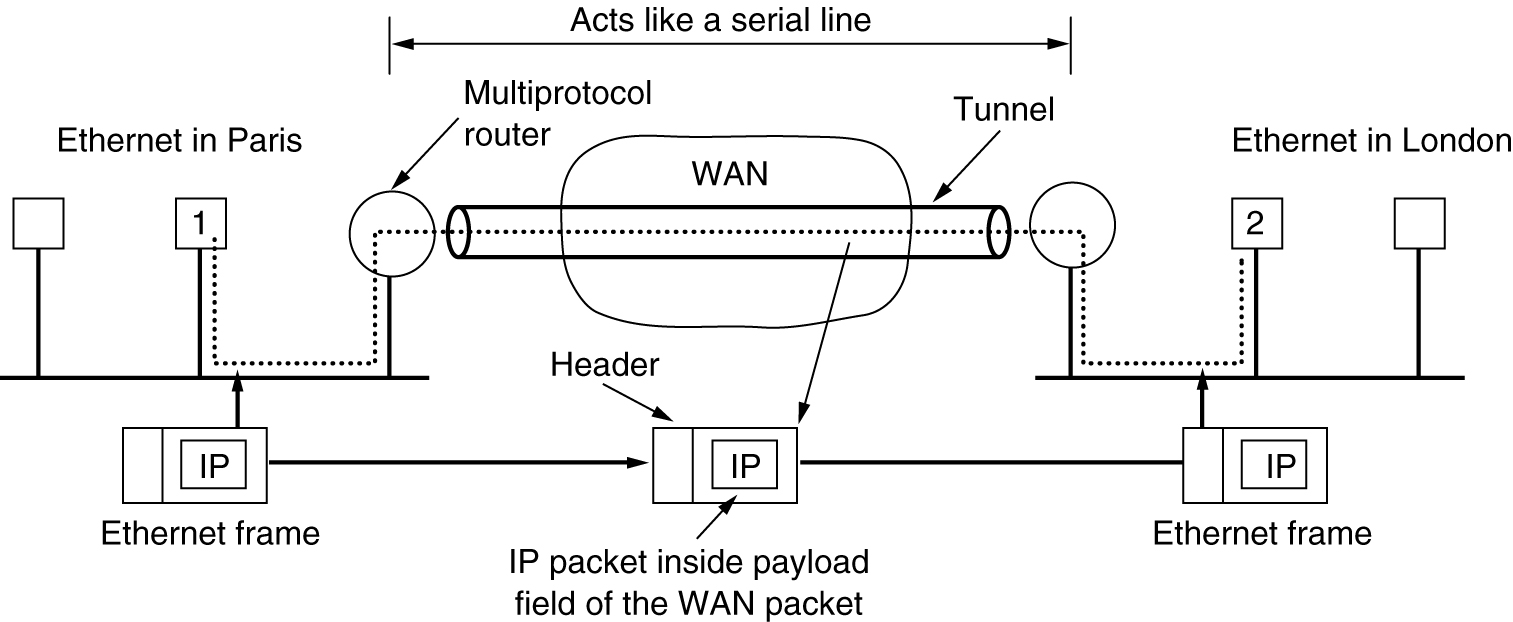 Acts like a serial line
Multiprotocol
router
Tunnel
Ethernet in Paris
Ethernet in London
WAN
1
2
Header
IP
IP
IP
Ethernet frame
Ethernet frame
IP packet inside payload
field of the WAN packet